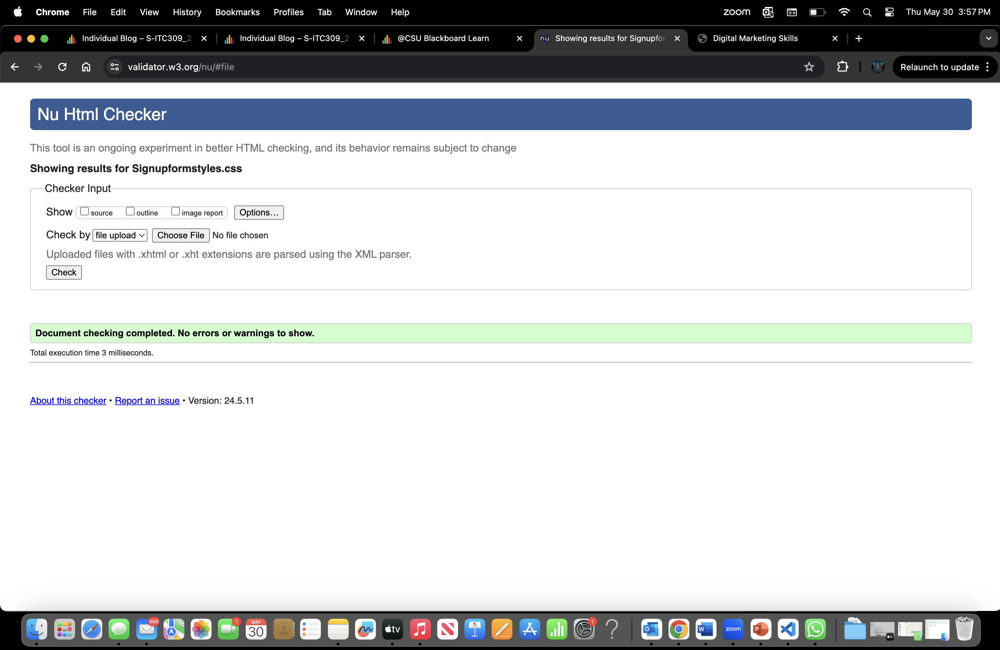 Chrome File Edit View History Bookmarks Profiles Tab Window Help zoom Thu May 30 3:57 PM
Individual Blog – S-ITC309_2 Individual Blog – S-ITC309_2 @CSU Blackboard Learn nu Showing results for Signupfor Digital Marketing Skills
validator.w3.org/nu/#file Relaunch to update
Nu Html Checker
This tool is an ongoing experiment in better HTML checking, and its behavior remains subject to change
Showing results for Signupformstyles.css
Checker Input
Show source outline image report Options...
Check by file upload Choose File No file chosen
Uploaded files with .xhtml or .xht extensions are parsed using the XML parser.
Check
Document checking completed. No errors or warnings to show.
Total execution time 3 milliseconds.
About this checker • Report an issue • Version: 24.5.11
988 1 MAY 30 tv 1 ? O W zoom P tv